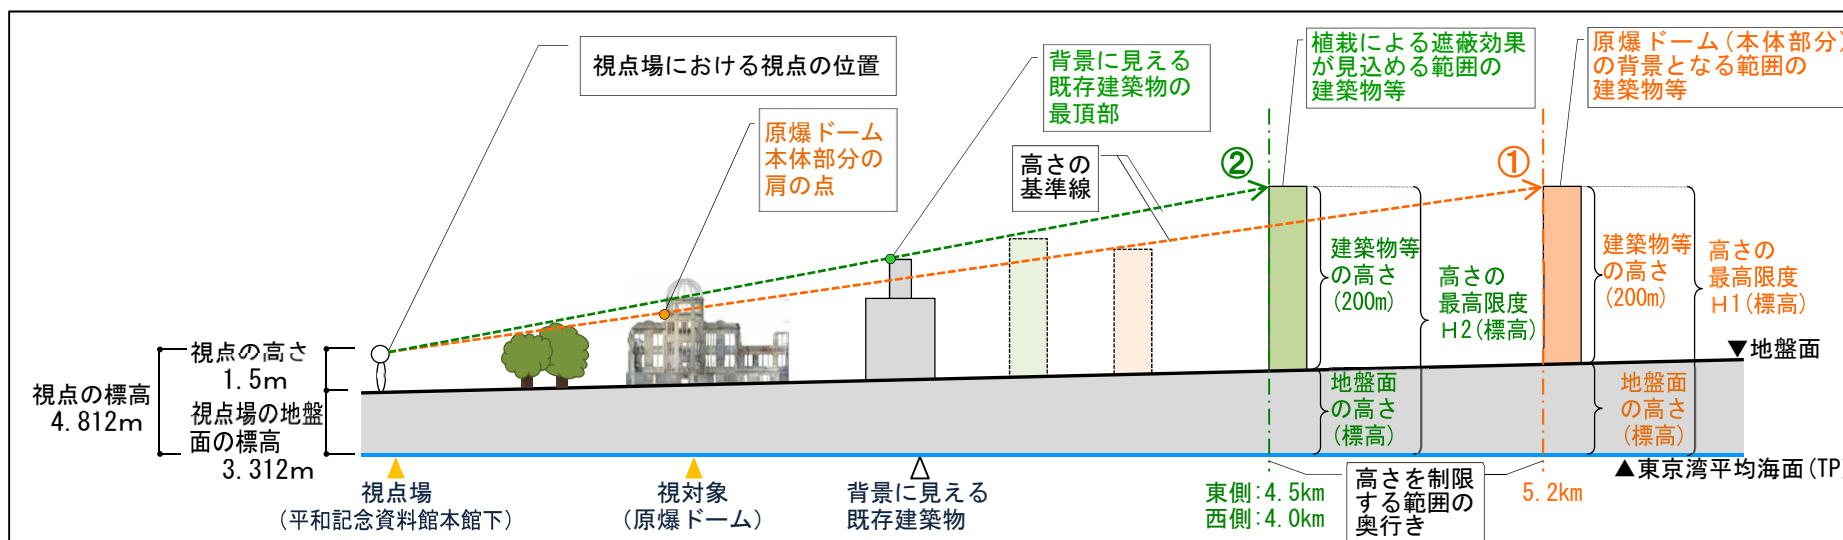 視点場における視点の位置
原爆ドーム
本体部分の
肩の点
背景に見える
既存建築物の
最頂部
高さの
基準線
植栽による遮蔽効果
が見込める範囲の
建築物等
原爆ドーム(本体部分)
の背景となる範囲の
建築物等
②
①
建築物等
の高さ
(200m)
高さの
最高限度
H2(標高)
建築物等
の高さ
(200m)
高さの
最高限度
H1(標高)
▼地盤面
視点の高さ
1.5m
視点の標高
4.812m
視点場の地盤
面の標高
3.312m
地盤面
の高さ
(標高)
地盤面
の高さ
(標高)
▲東京湾平均海面(TP)
視点場
(平和記念資料館本館下)
視対象
(原爆ドーム)
背景に見える
既存建築物
東側:4.5km
西側:4.0km
高さを制限
する範囲の
奥行き
5.2km